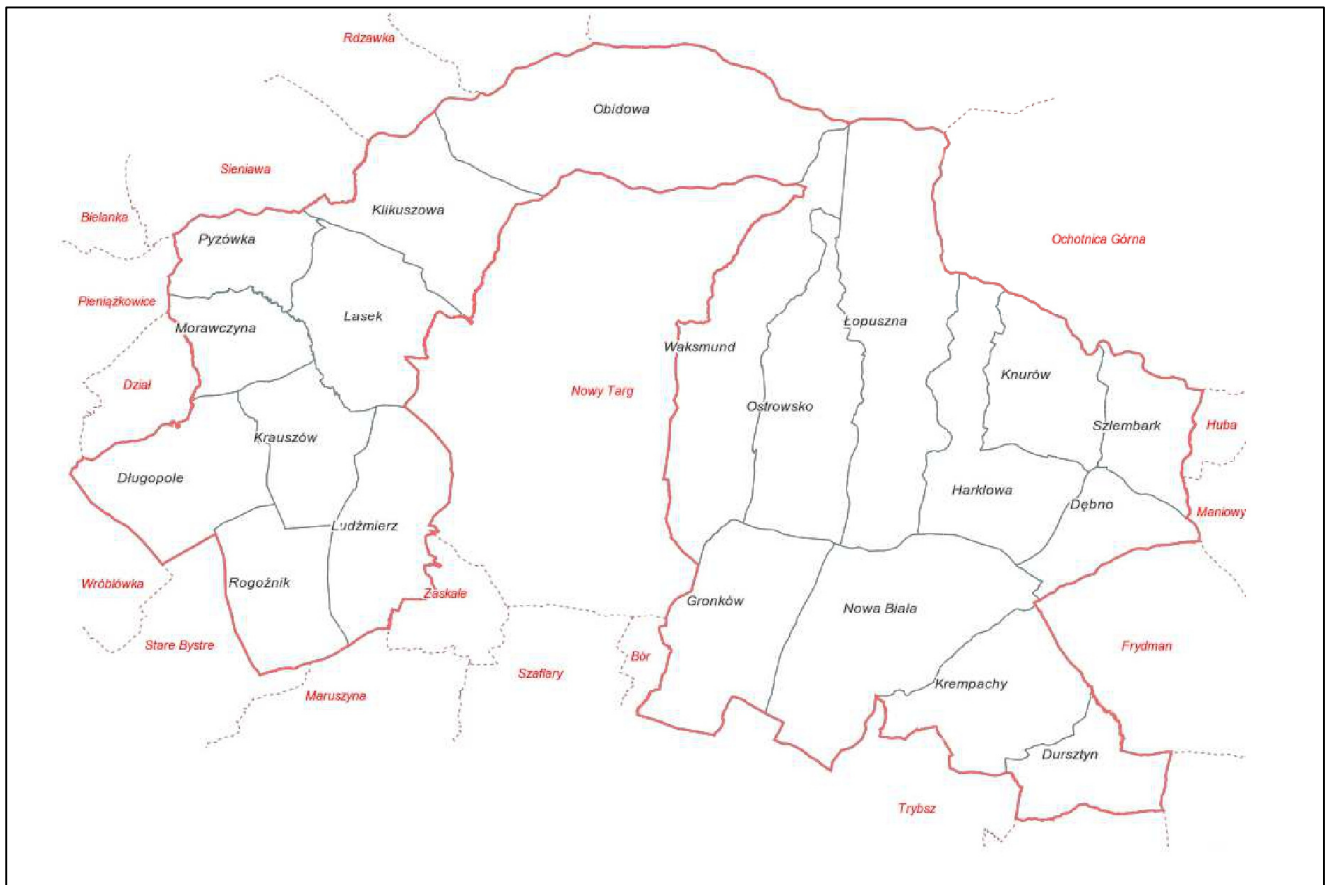 Rdzawka
Obidowa
Sieniawa
Klikuszowa
Bielanka
Pyzówka
Ochotnica Górna
Pieniążkowice
Morawczyna
Lasek
Łopuszna
Waksmund
Dział
Nowy Targ
Knurów
Ostrowsko
Krauszów
Szlembark
Huba
Długopole
Harklowa
Dębno
Maniowy
Ludźmierz
Wróblówka
Rogoźnik
Zaskale
Gronków
Nowa Biala
Stare Bystre
Frydman
Bór
Szaflary
Krempachy
Maruszyna
Dursztyn
Trybsz